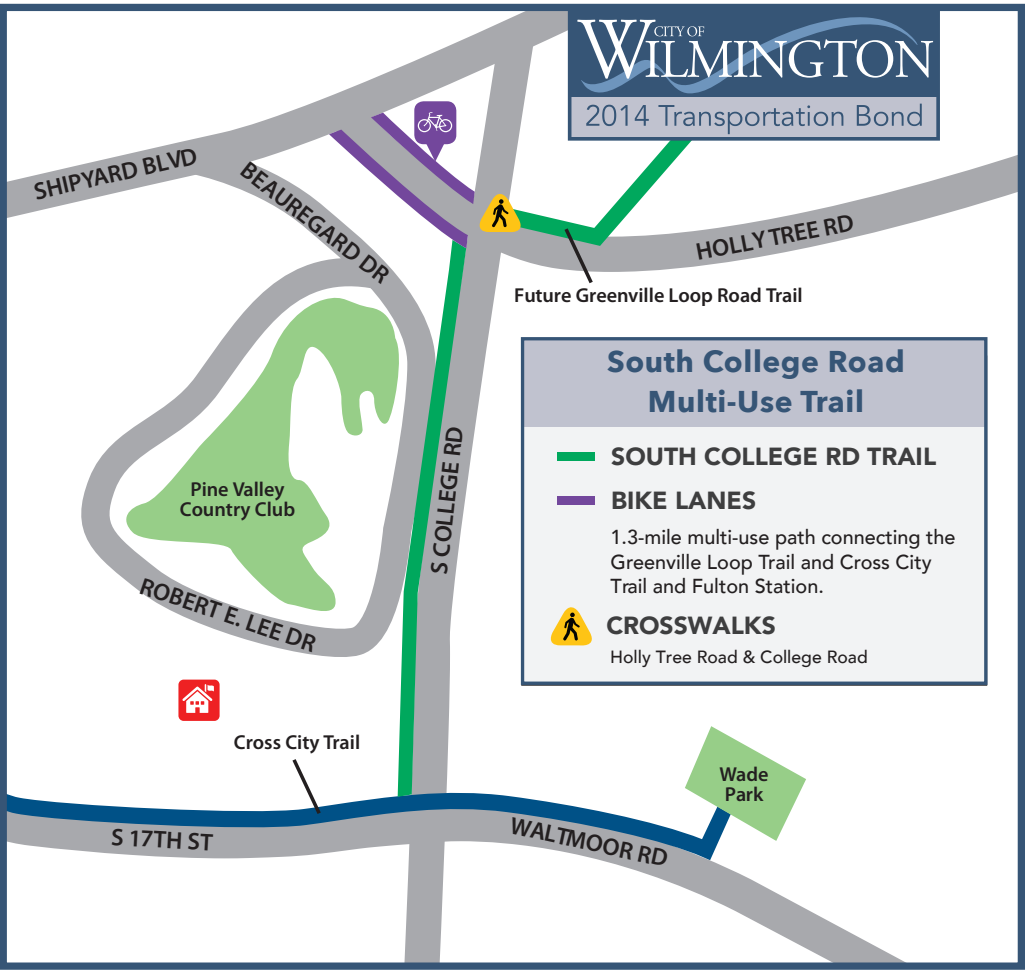 CITY OF
WILMINGTON
2014 Transportation Bond
SHIPYARD BLVD
BEAUREGARD DR
HOLLY TREE RD
Future Greenville Loop Road Trail
South College Road
Multi-Use Trail
SOUTH COLLEGE RD TRAIL
BIKE LANES
1.3-mile multi-use path connecting the
Greenville Loop Trail and Cross City
Trail and Fulton Station.
CROSSWALKS
Holly Tree Road & College Road
S COLLEGE RD
Pine Valley
Country Club
ROBERT E. LEE DR
Cross City Trail
Wade
Park
S 17TH ST
WALTMOOR RD